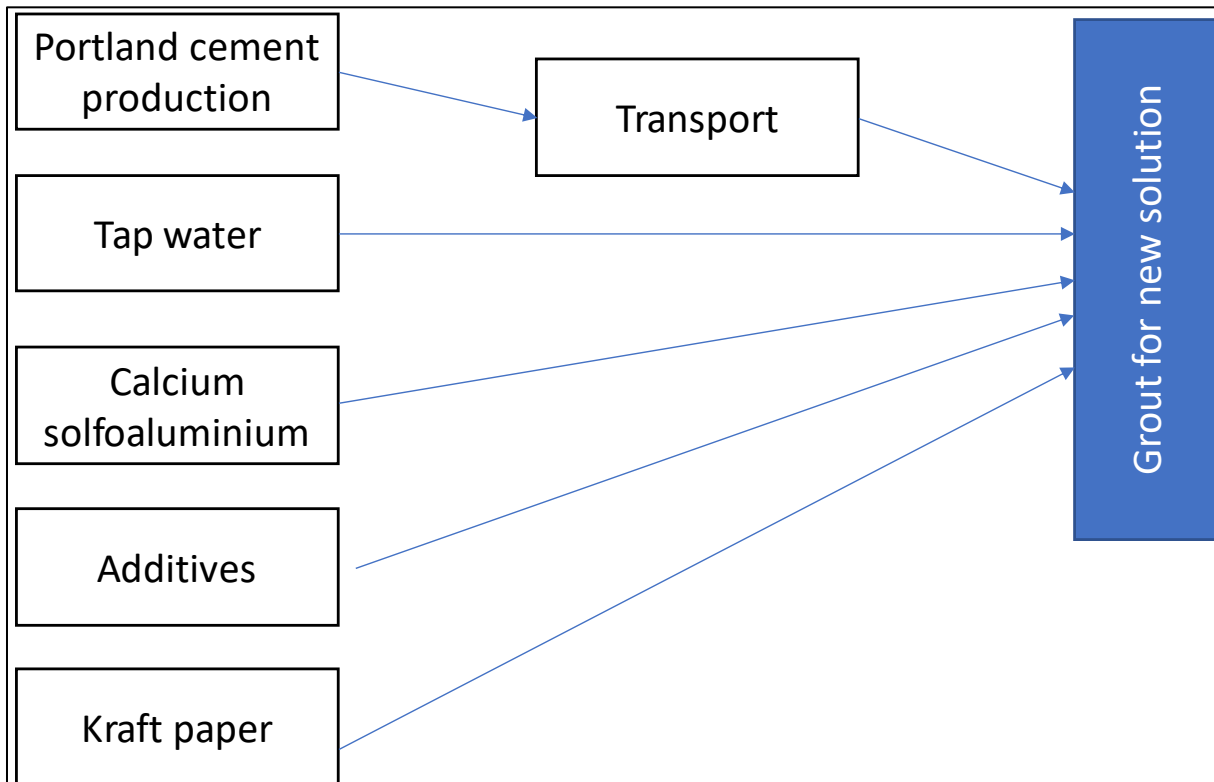 Portland cement
production
Transport
Tap water
Calcium
solfoaluminium
Additives
Kraft paper
Grout for new solution